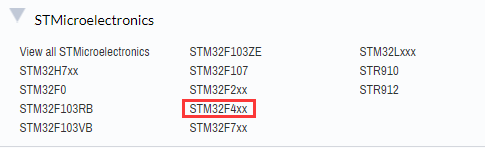 STMicroelectronics
View all STMicroelectronics
STM32H7xx
STM32F0
STM32F103RB
STM32F103VB
STM32F103ZE
STM32F107
STM32F2xx
STM32F4xx
STM32F7xx
STM32Lxxx
STR910
STR912